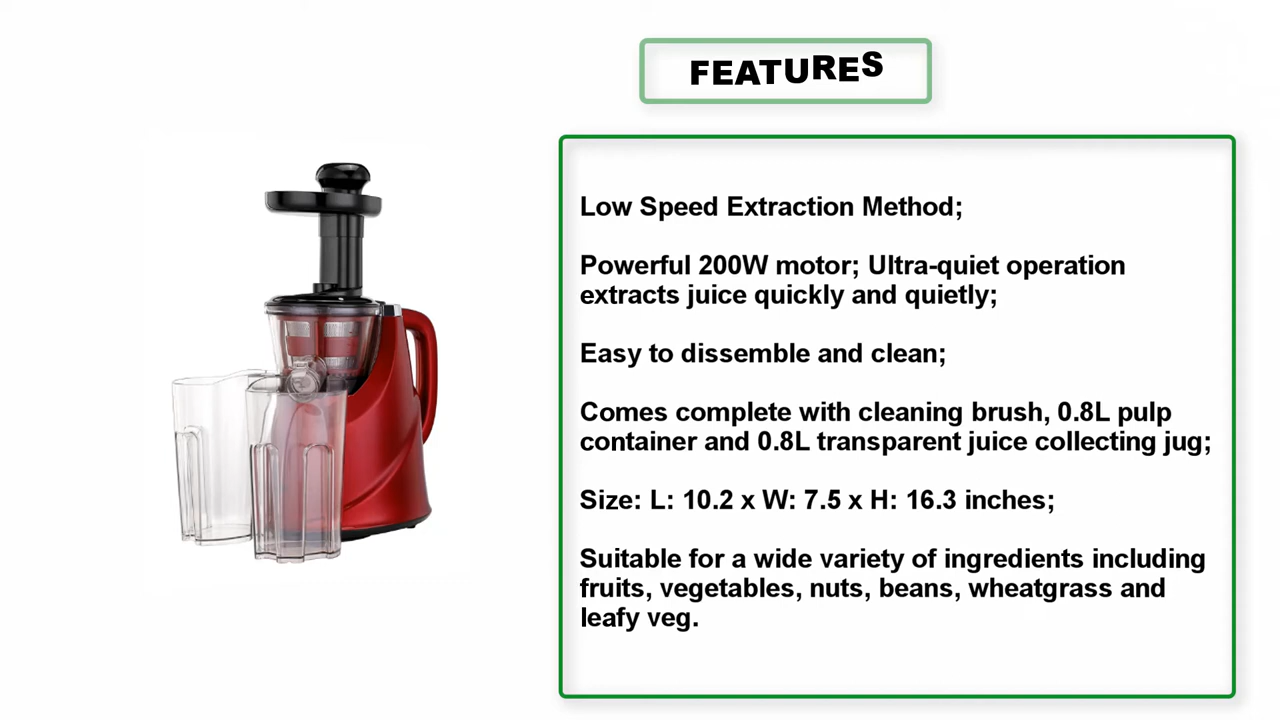 FEATURES
Low Speed Extraction Method;
Powerful 200W motor; Ultra-quiet operation
extracts juice quickly and quietly;
Easy to dissemble and clean;
Comes complete with cleaning brush, 0.8L pulp
container and 0.8L transparent juice collecting jug;
Size: L: 10.2 x W: 7.5 x H: 16.3 inches;
Suitable for a wide variety of ingredients including
fruits, vegetables, nuts, beans, wheatgrass and
leafy veg.